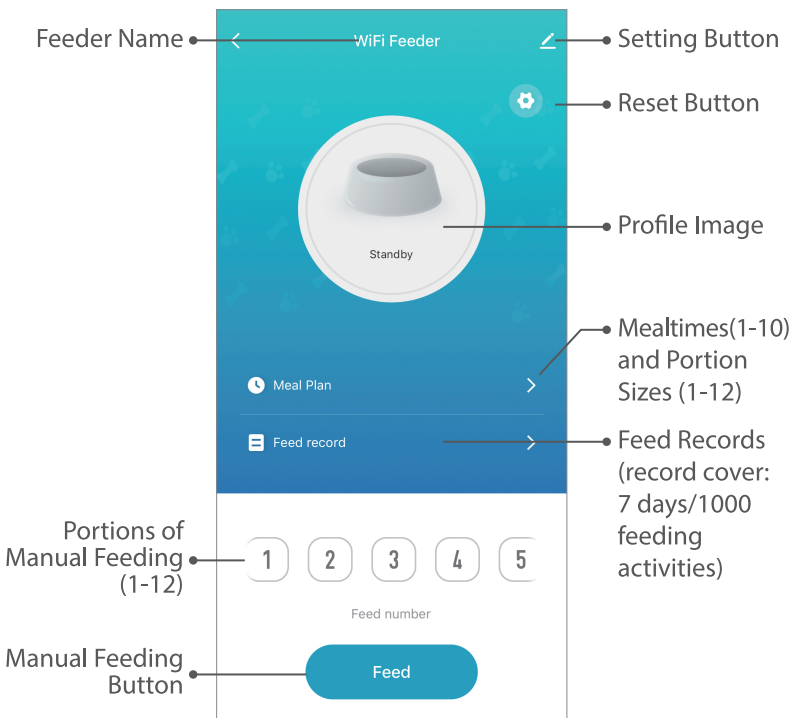 Feeder Name
WiFi Feeder
Setting Button
Reset Button
Profile Image
Standby
Mealtimes(1-10)
and Portion
Sizes (1-12)
Meal Plan
Feed record
Feed Records
(record cover:
7 days/1000
feeding
activities)
Portions of
Manual Feeding
(1-12)
1 2 3 4 5
Feed number
Manual Feeding
Button
Feed